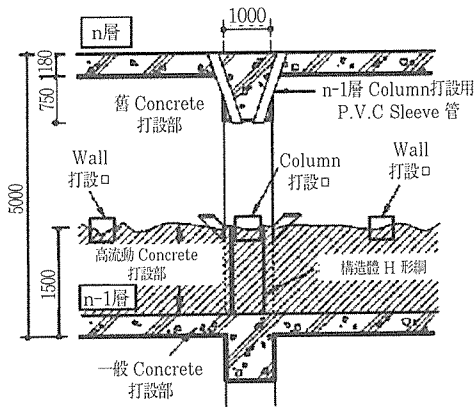 1000
n层
180
750
5000
1500
舊 Concrete
打設部
n-1層 Column打設用
P.V.C Sleeve 管
Wall
打設口
Column
打設口
Wall
打設口
高流動 Concrete
打設部
構造體 H 形綱
n-1層
一般 Concrete
打設部